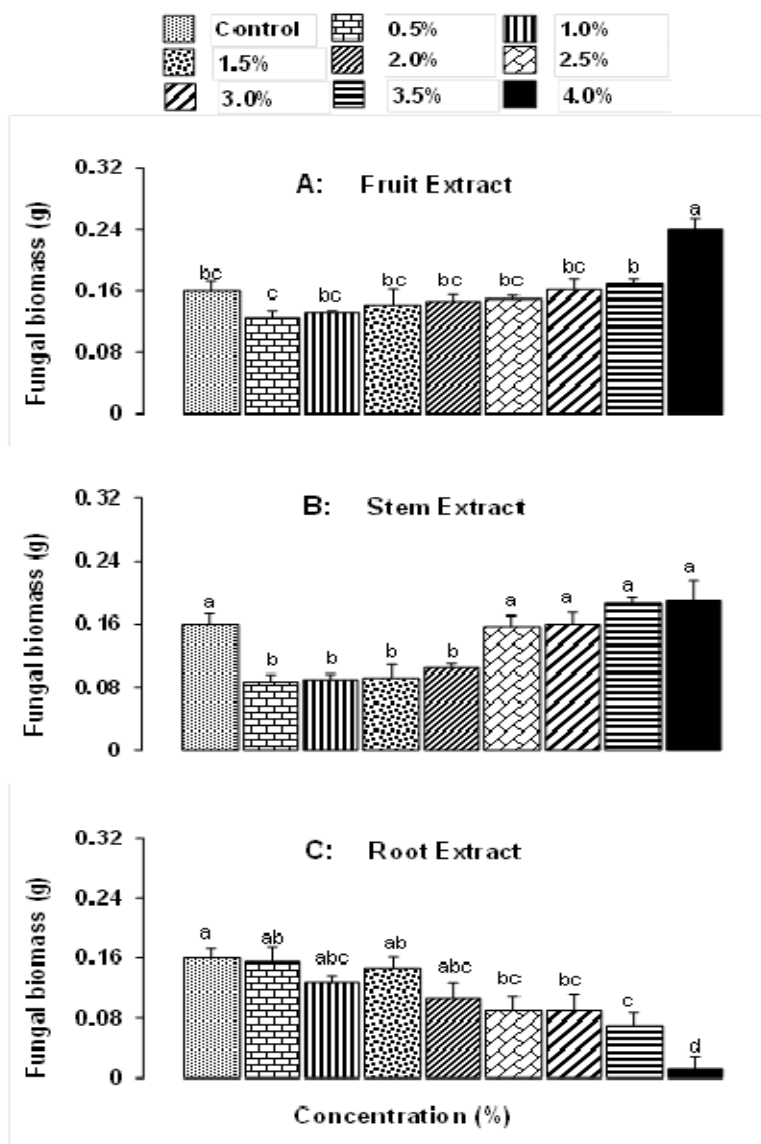 Control 0.5% 1.0%
1.5% 2.0% 2.5%
3.0% 3.5% 4.0%
A: Fruit Extract
Fungal biomass (g)
0.32
0.24
0.16
0.08
0
bc c bc bc bc bc bc b a
B: Stem Extract
Fungal biomass (g)
0.32
0.24
0.16
0.08
0
a b b b b a a a a
C: Root Extract
Fungal biomass (g)
0.32
0.24
0.16
0.08
0
a ab abc ab abc bc bc c d
Concentration (%)